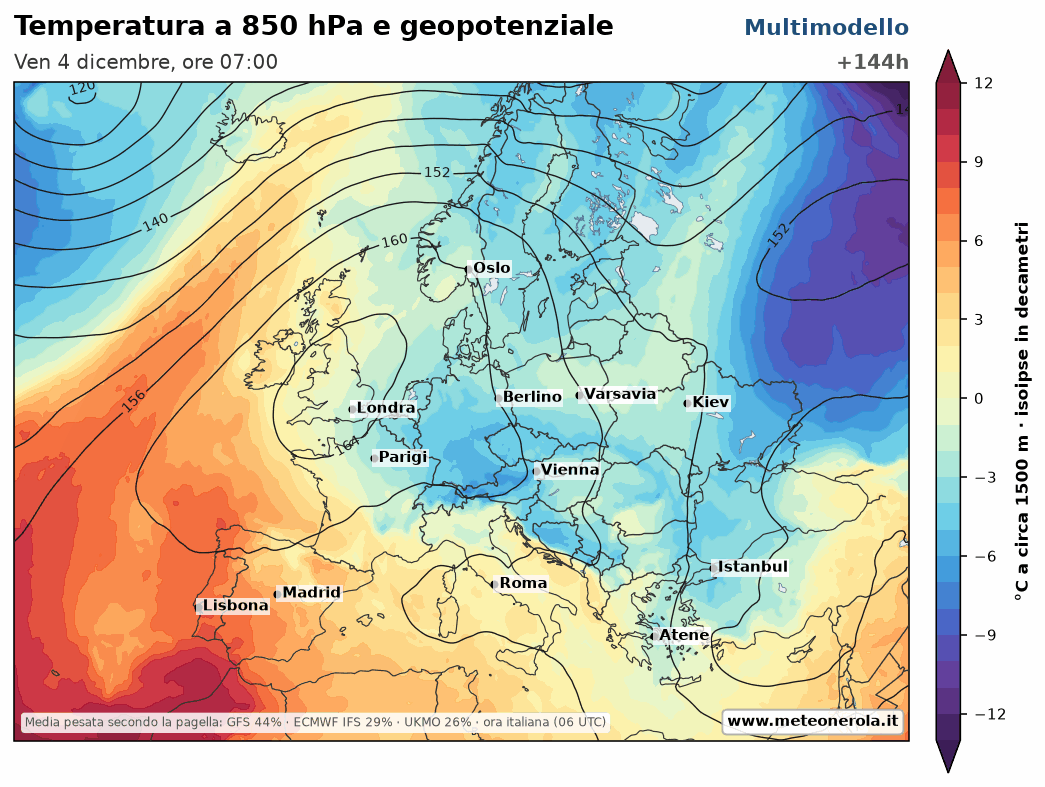 Temperatura a 850 hPa e geopotenziale
Multimodello
Ven 4 dicembre, ore 07:00
+144h
120
14
152
140
160
152
156
164
Oslo
Berlino
Varsavia
Kiev
Londra
Parigi
Vienna
Istanbul
Roma
Madrid
Lisbona
Atene
Media pesata secondo la pagella: GFS 44% · ECMWF IFS 29% · UKMO 26% · ora italiana (06 UTC)
www.meteonerola.it
12
9
6
3
0
−3
−6
−9
−12
°C a circa 1500 m · isoipse in decametri